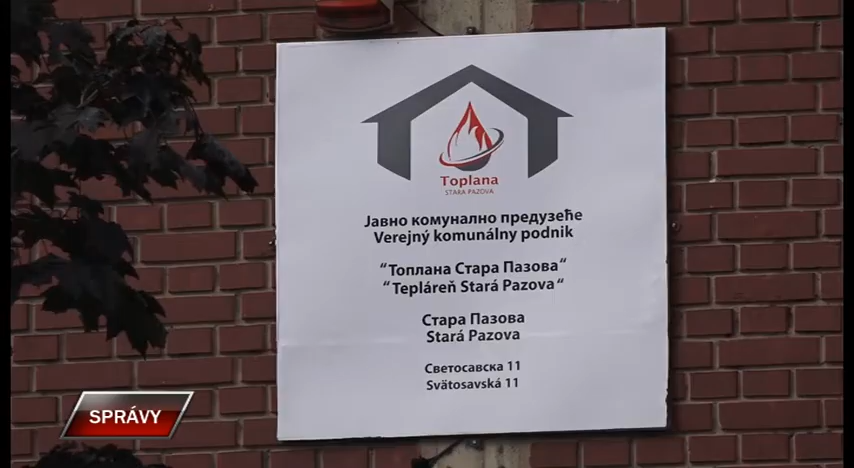 Toplana
STARA PAZOVA
Јавно комунално предузеће
Verejný komunálny podnik
“Топлана Стара Пазова“
“Tepláreň Stará Pazova“
Стара Пазова
Stará Pazova
Светосавска 11
Svätosavská 11
SPRÁVY